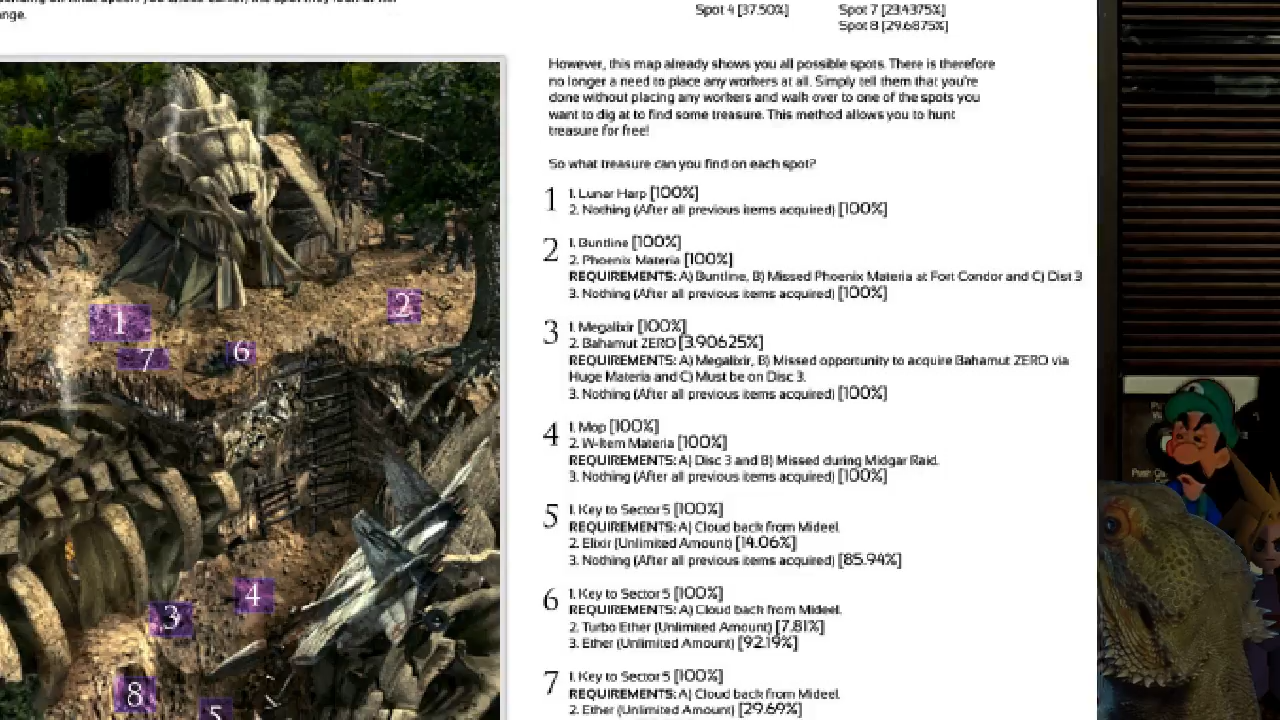 ange.
Spot 4 [37.50%]
Spot 7 [23.4375%]
Spot 8 [29.6875%]
However, this map already shows you all possible spots. There is therefore
no longer a need to place any workers at all. Simply tell them that you're
done without placing any workers and walk over to one of the spots you
want to dig at to find some treasure. This method allows you to hunt
treasure for free!
So what treasure can you find on each spot?
1
1. Lunar Harp [100%]
2. Nothing (After all previous items acquired) [100%]
2
1. Buntline [100%]
2. Phoenix Materia [100%]
REQUIREMENTS: A) Buntline, B) Missed Phoenix Materia at Fort Condor and C) Dist 3
3. Nothing (After all previous items acquired) [100%]
3
1. Megalixir [100%]
2. Bahamut ZERO [3.90625%]
REQUIREMENTS: A) Megalixir, B) Missed opportunity to acquire Bahamut ZERO via
Huge Materia and C) Must be on Disc 3.
3. Nothing (After all previous items acquired) [100%]
4
1. Mop [100%]
2. W-Item Materia [100%]
REQUIREMENTS: A) Disc 3 and B) Missed during Midgar Raid.
3. Nothing (After all previous items acquired) [100%]
5
1. Key to Sector 5 [100%]
REQUIREMENTS: A) Cloud back from Mideel.
2. Elixir (Unlimited Amount) [14.06%]
3. Nothing (After all previous items acquired) [85.94%]
6
1. Key to Sector 5 [100%]
REQUIREMENTS: A) Cloud back from Mideel.
2. Turbo Ether (Unlimited Amount) [7.81%]
3. Ether (Unlimited Amount) [92.19%]
7
1. Key to Sector 5 [100%]
REQUIREMENTS: A) Cloud back from Mideel.
2. Ether (Unlimited Amount) [29.69%]
1
2
7
6
4
3
8
5